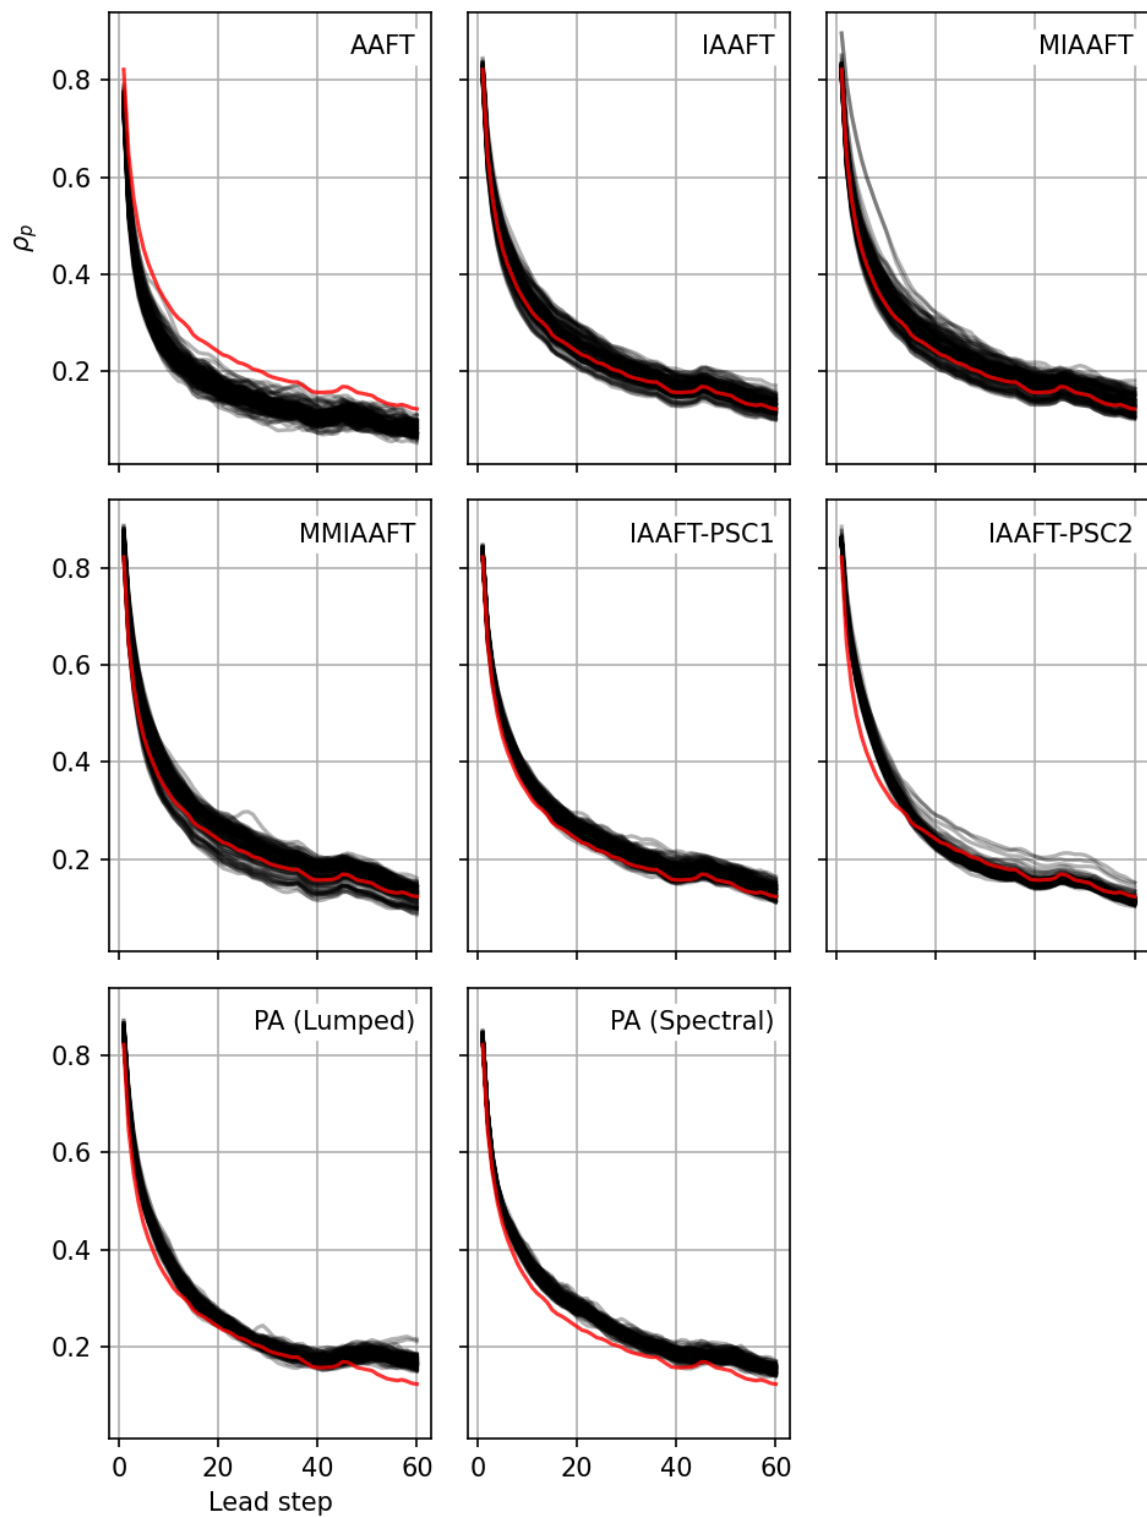 AAFT
IAAFT
MIAAFT
0.8
0.6
0.4
0.2
ρp
MMIAAFT
IAAFT-PSC1
IAAFT-PSC2
0.8
0.6
0.4
0.2
PA (Lumped)
PA (Spectral)
0.8
0.6
0.4
0.2
0 20 40 60 0 20 40 60
Lead step